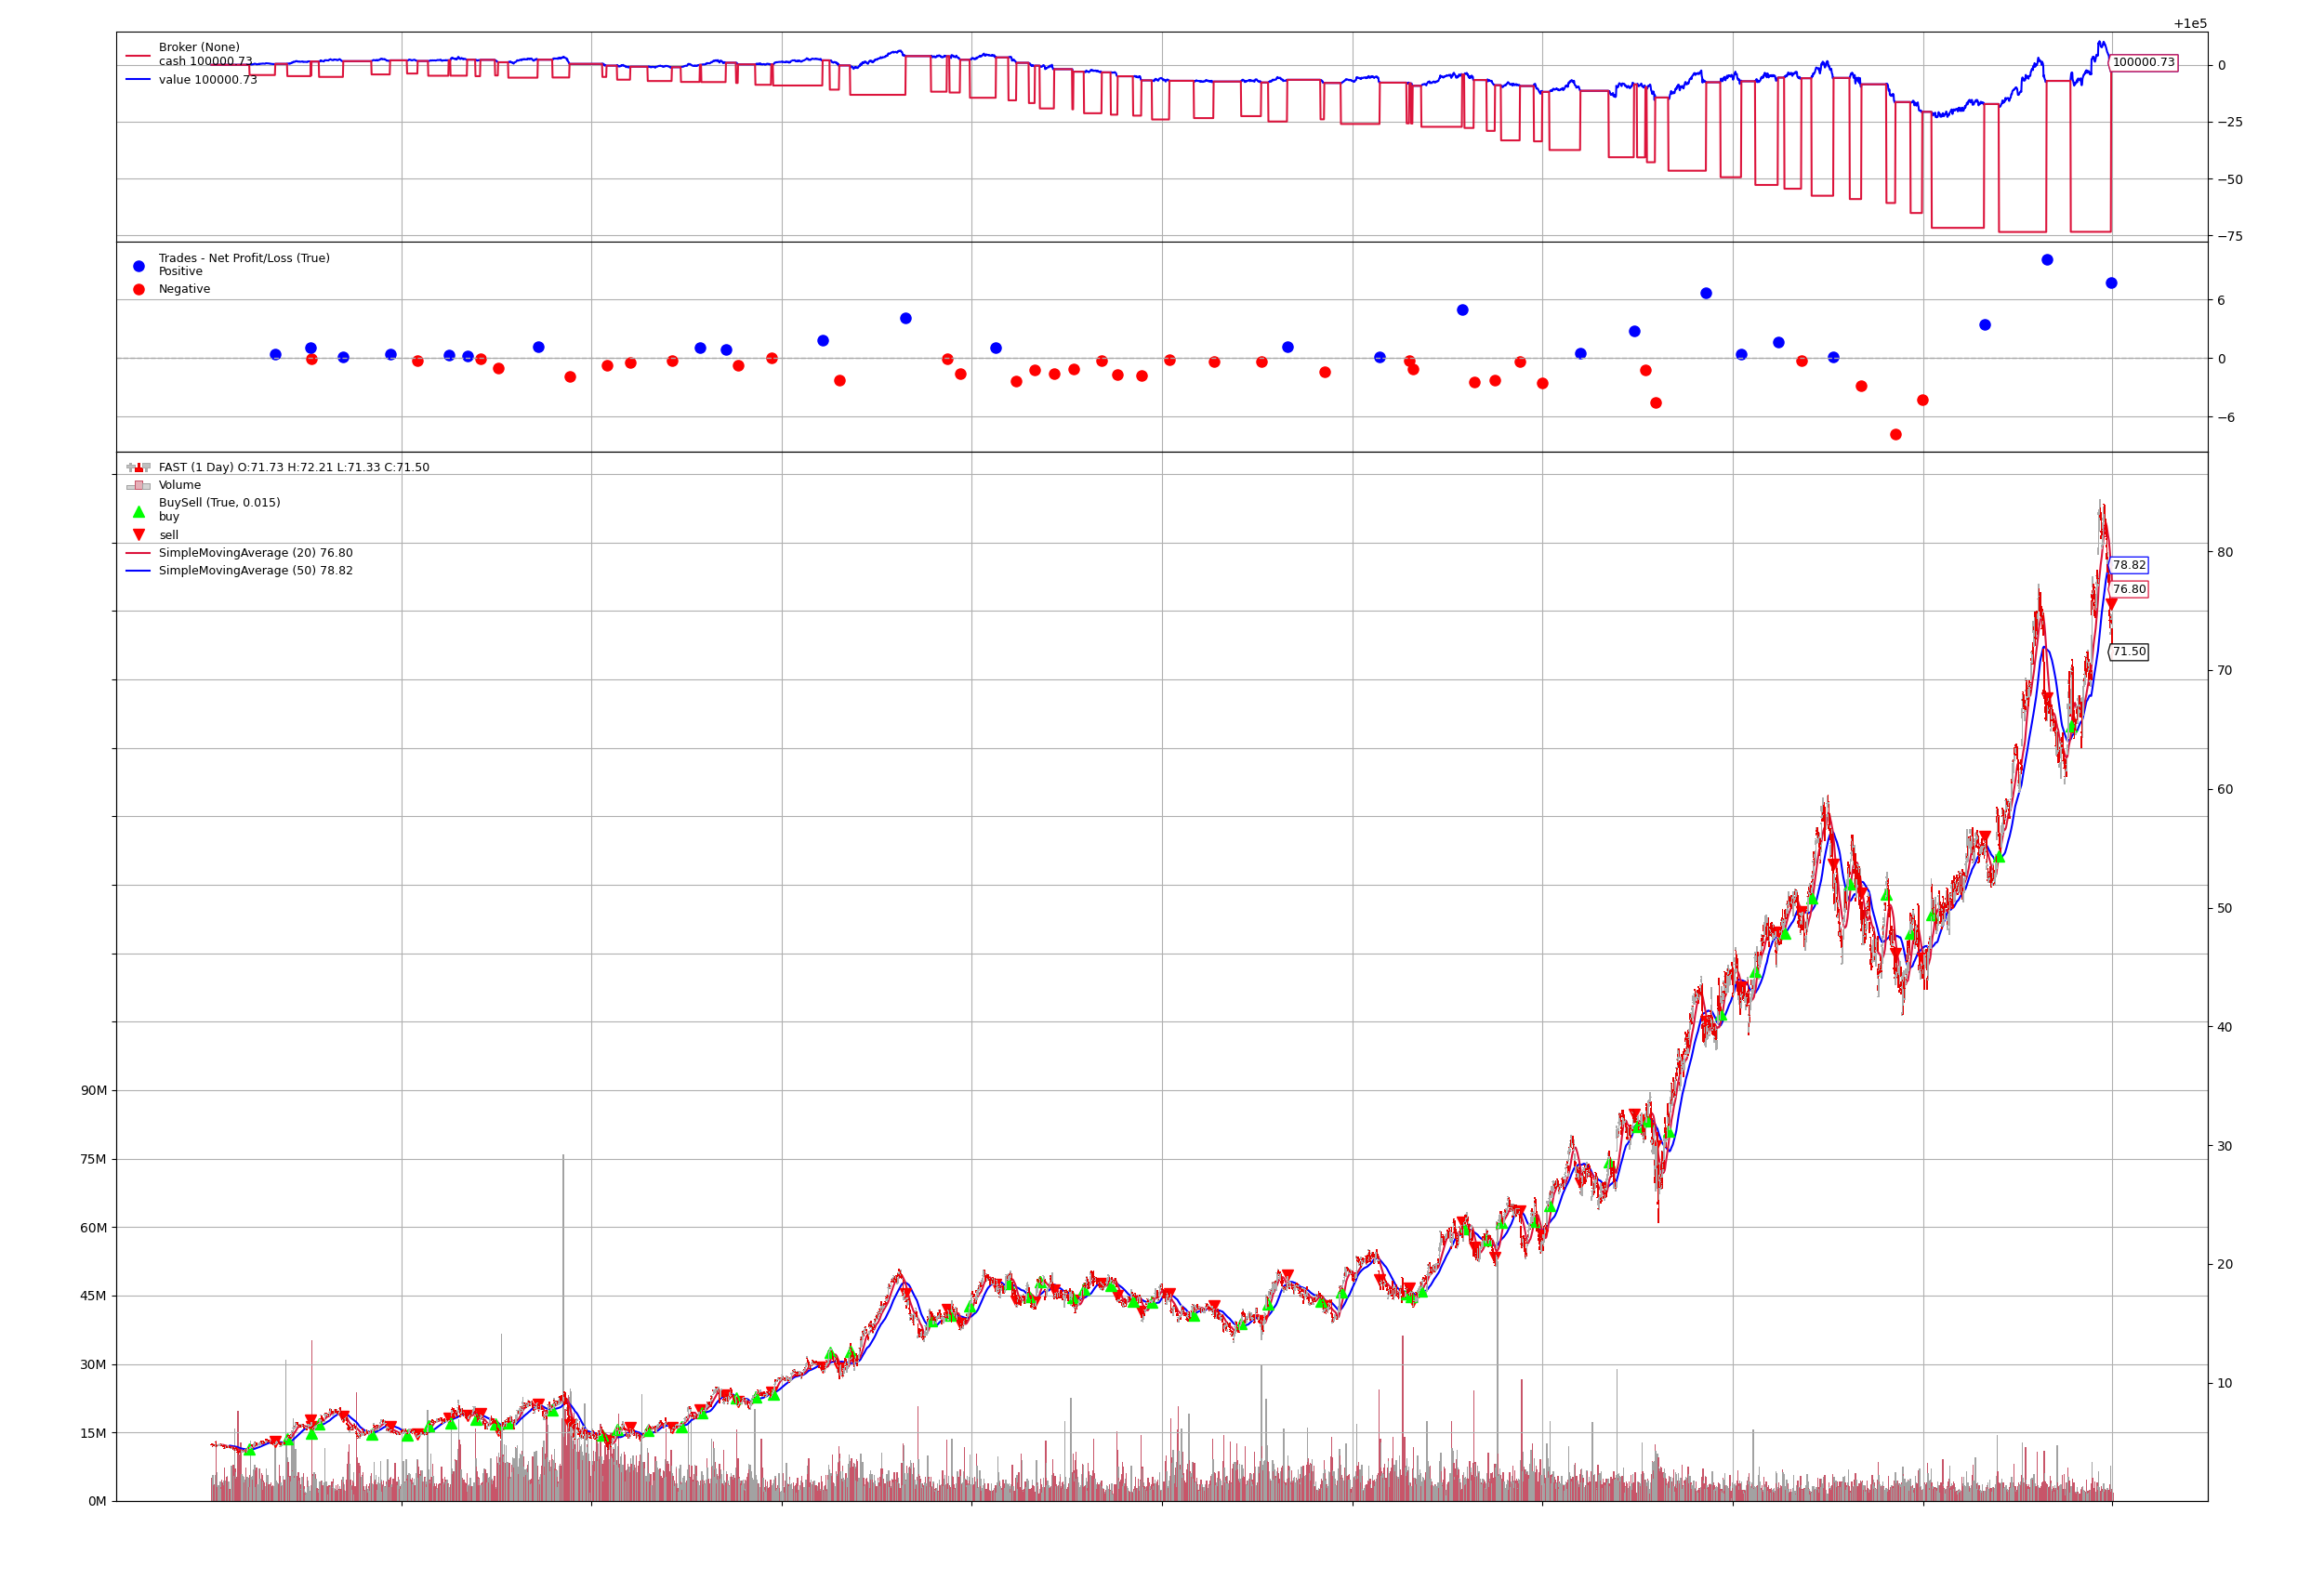 +1e5
Broker (None)
cash 100000.73
value 100000.73
100000.73
0
−25
−50
−75
Trades - Net Profit/Loss (True)
Positive
Negative
6
0
−6
FAST (1 Day) O:71.73 H:72.21 L:71.33 C:71.50
Volume
BuySell (True, 0.015)
buy
sell
SimpleMovingAverage (20) 76.80
SimpleMovingAverage (50) 78.82
80
78.82
76.80
71.50
70
60
50
40
30
20
10
90M
75M
60M
45M
30M
15M
0M